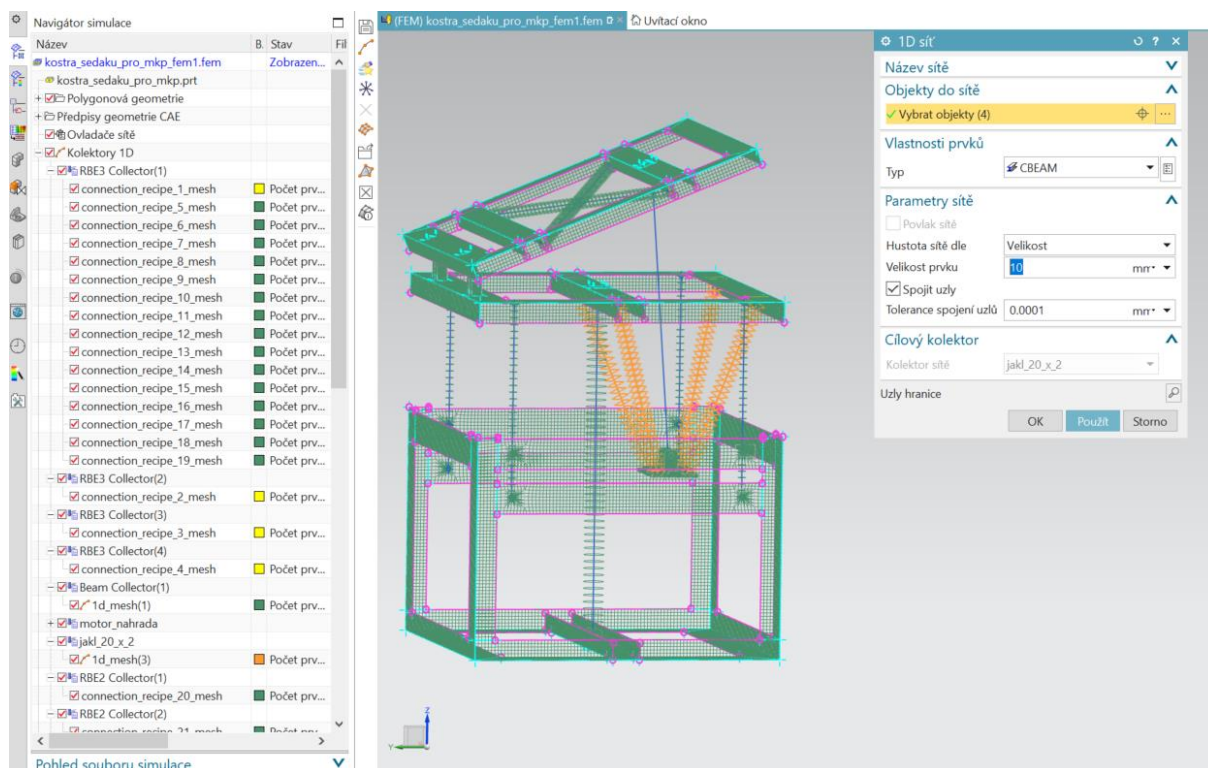 Navigátor simulace
Název B. Stav Fil
kostra_sedaku_pro_mkp_fem1.fem Zobrazen...
kostra_sedaku_pro_mkp.prt
Polygonová geometrie
Předpisy geometrie CAE
Ovladače sítě
Kolektory 1D
RBE3 Collector(1)
connection_recipe_1_mesh Počet prv...
connection_recipe_5_mesh Počet prv...
connection_recipe_6_mesh Počet prv...
connection_recipe_7_mesh Počet prv...
connection_recipe_8_mesh Počet prv...
connection_recipe_9_mesh Počet prv...
connection_recipe_10_mesh Počet prv...
connection_recipe_11_mesh Počet prv...
connection_recipe_12_mesh Počet prv...
connection_recipe_13_mesh Počet prv...
connection_recipe_14_mesh Počet prv...
connection_recipe_15_mesh Počet prv...
connection_recipe_16_mesh Počet prv...
connection_recipe_17_mesh Počet prv...
connection_recipe_18_mesh Počet prv...
connection_recipe_19_mesh Počet prv...
RBE3 Collector(2)
connection_recipe_2_mesh Počet prv...
RBE3 Collector(3)
connection_recipe_3_mesh Počet prv...
RBE3 Collector(4)
connection_recipe_4_mesh Počet prv...
Beam Collector(1)
1d_mesh(1) Počet prv...
motor_nahrada
jakl_20_x_2
1d_mesh(3) Počet prv...
RBE2 Collector(1)
connection_recipe_20_mesh Počet prv...
RBE2 Collector(2)
connection_recipe_21_mesh Počet prv...
Pohled souboru simulace
(FEM) kostra_sedaku_pro_mkp_fem1.fem Uvítací okno
Z
Y
1D síť
Název sítě
Objekty do sítě
Vybrat objekty (4)
Vlastnosti prvků
Typ CBEAM
Parametry sítě
Povlak sítě
Hustota sítě dle Velikost
Velikost prvku 10 mm
Spojit uzly
Tolerance spojení uzlů 0.0001 mm
Cílový kolektor
Kolektor sítě jakl_20_x_2
Uzly hranice
OK Použít Storno